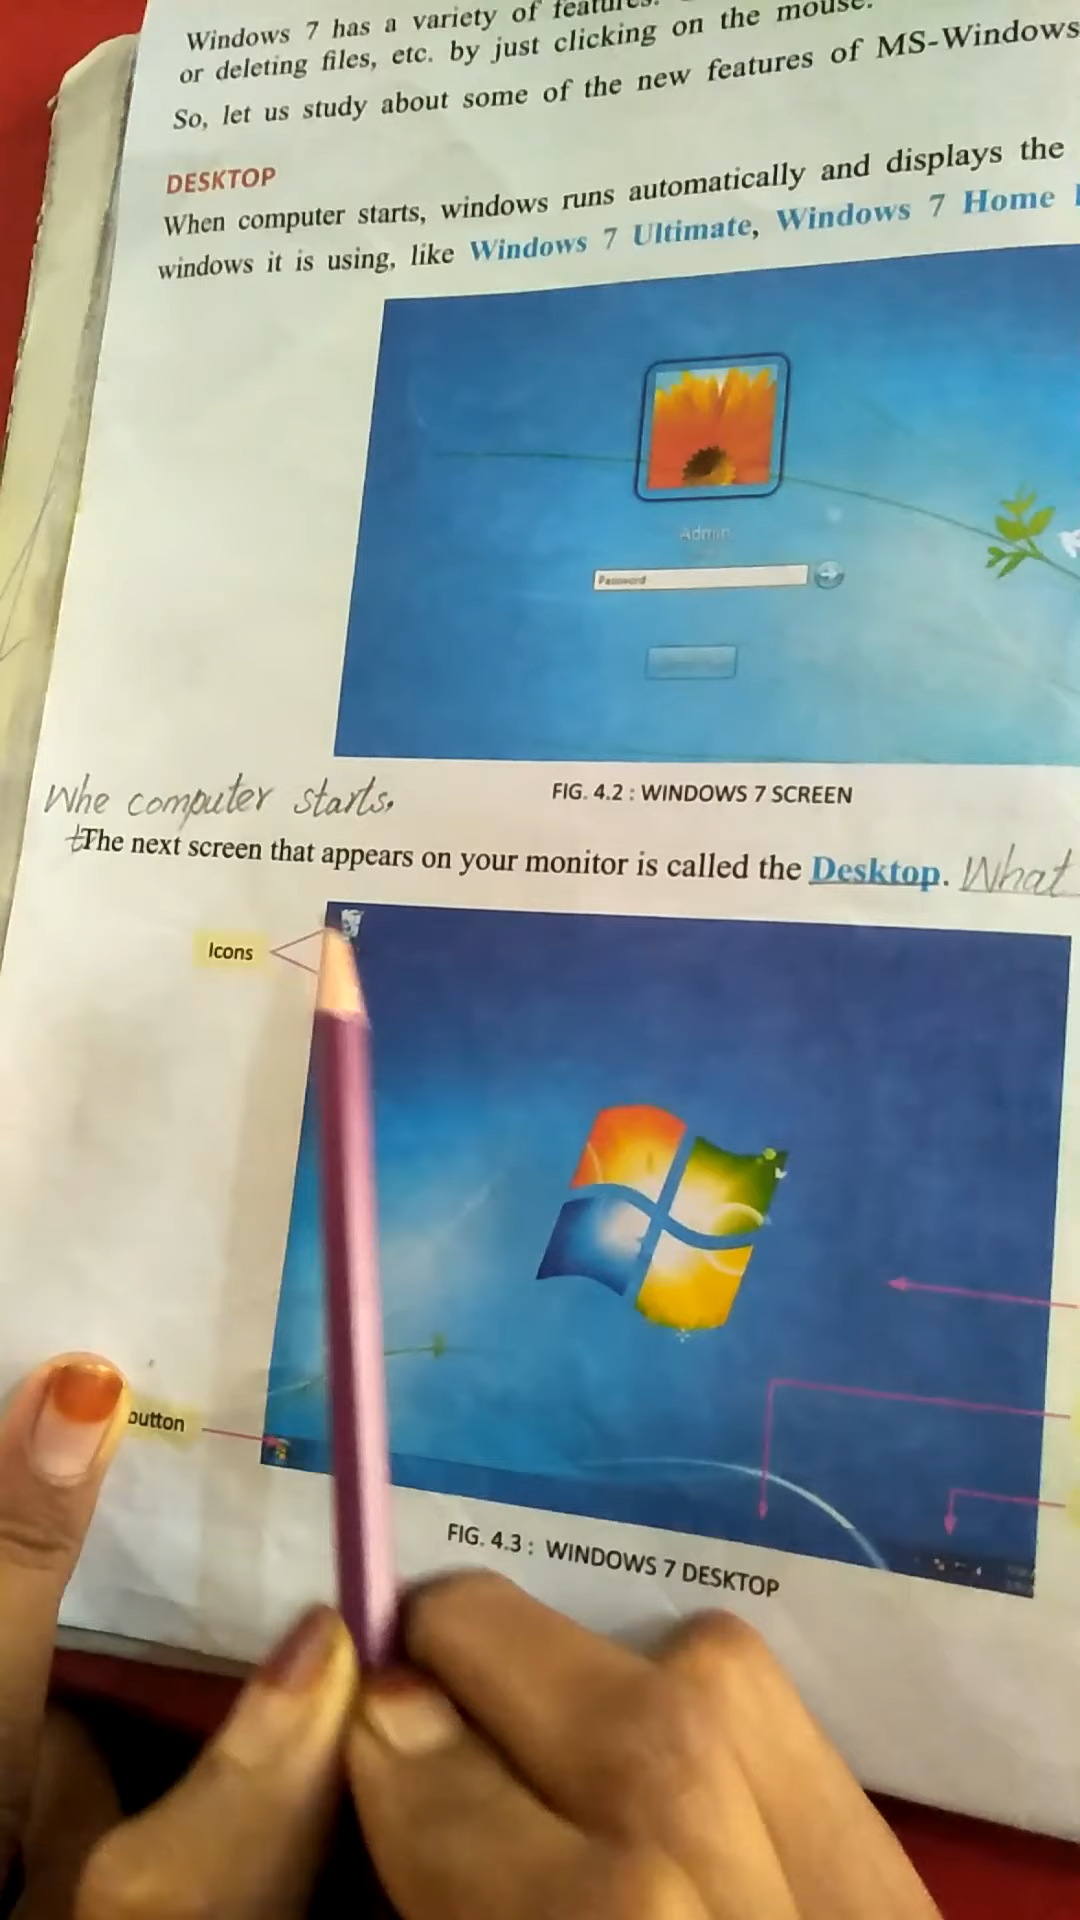 Windows 7 has a variety of features.
or deleting files, etc. by just clicking on the mouse.
So, let us study about some of the new features of MS-Windows
DESKTOP
When computer starts, windows runs automatically and displays the
windows it is using, like Windows 7 Ultimate, Windows 7 Home
Admin
Password
FIG. 4.2 : WINDOWS 7 SCREEN
Whe computer starts,
The next screen that appears on your monitor is called the Desktop. What
Icons
button
FIG. 4.3 : WINDOWS 7 DESKTOP